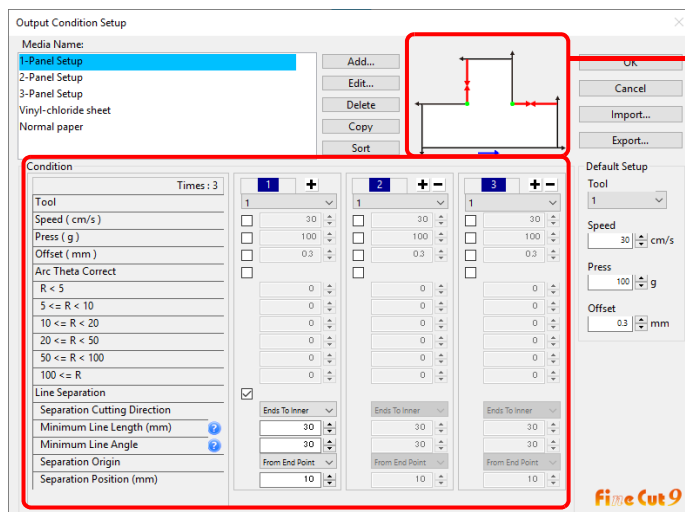 Output Condition Setup
Media Name:
1-Panel Setup
2-Panel Setup
3-Panel Setup
Vinyl-chloride sheet
Normal paper
Add...
Edit...
Delete
Copy
Sort
OK
Cancel
Import...
Export...
Condition
Times : 3 1 + 2 + − 3 + −
Tool 1 1 1
Speed ( cm/s ) 30 30 30
Press ( g ) 100 100 100
Offset ( mm ) 0.3 0.3 0.3
Arc Theta Correct
R < 5 0 0 0
5 <= R < 10 0 0 0
10 <= R < 20 0 0 0
20 <= R < 50 0 0 0
50 <= R < 100 0 0 0
100 <= R 0 0 0
Line Separation
Separation Cutting Direction Ends To Inner Ends To Inner Ends To Inner
Minimum Line Length (mm) ? 30 30 30
Minimum Line Angle ? 30 30 30
Separation Origin From End Point From End Point From End Point
Separation Position (mm) 10 10 10
Default Setup
Tool
1
Speed
30 cm/s
Press
100 g
Offset
0.3 mm
Fine Cut 9